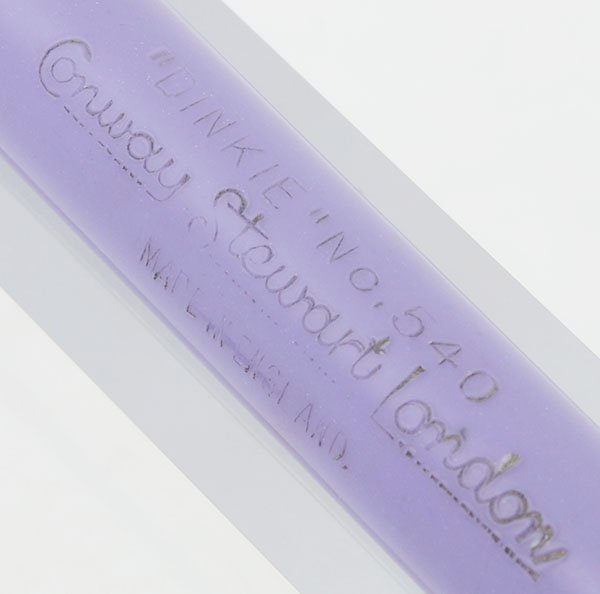 "DINKIE" No. 540
Conway Stewart London
MADE IN ENGLAND.